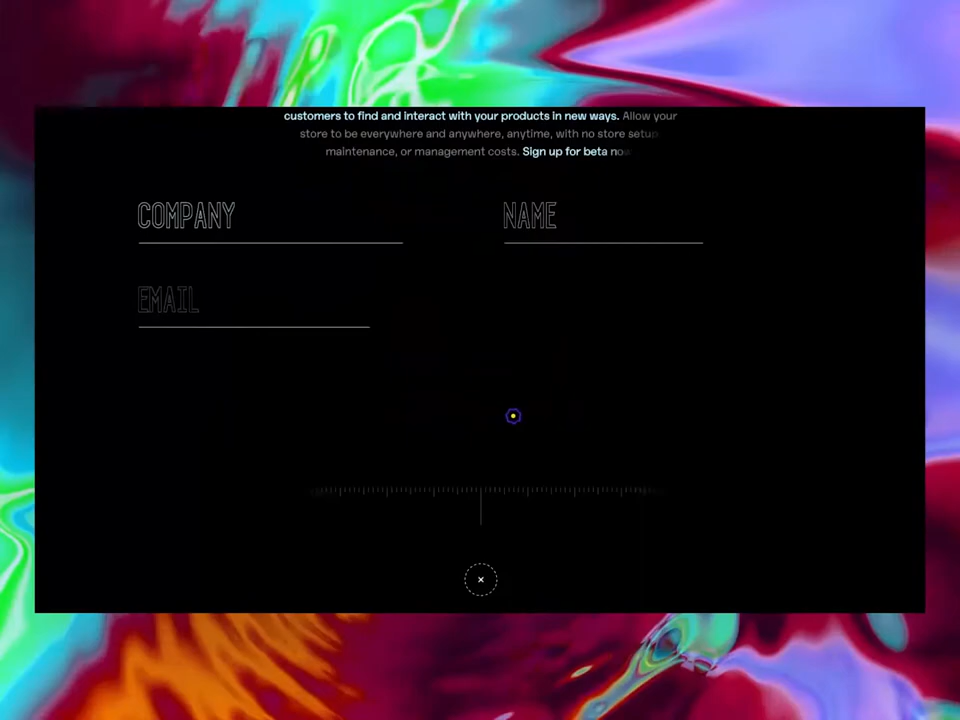 customers to find and interact with your products in new ways. Allow your
store to be everywhere and anywhere, anytime, with no store setup
maintenance, or management costs. Sign up for beta now
COMPANY
NAME
EMAIL